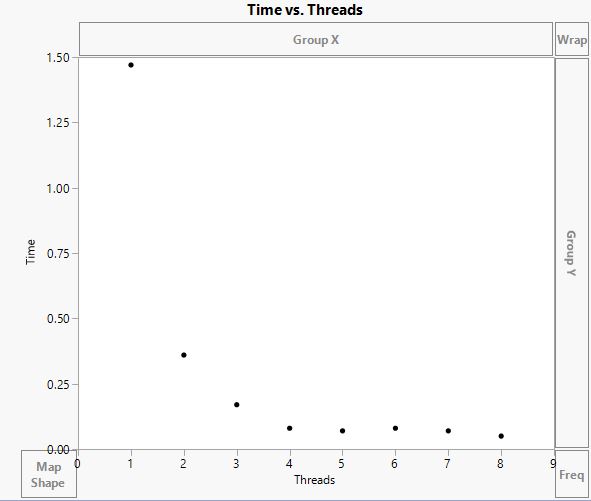 Time vs. Threads
Group X
Wrap
1.50
1.25
1.00
0.75
0.50
0.25
0.00
Time
Group Y
0 1 2 3 4 5 6 7 8 9
Threads
Map
Shape
Freq